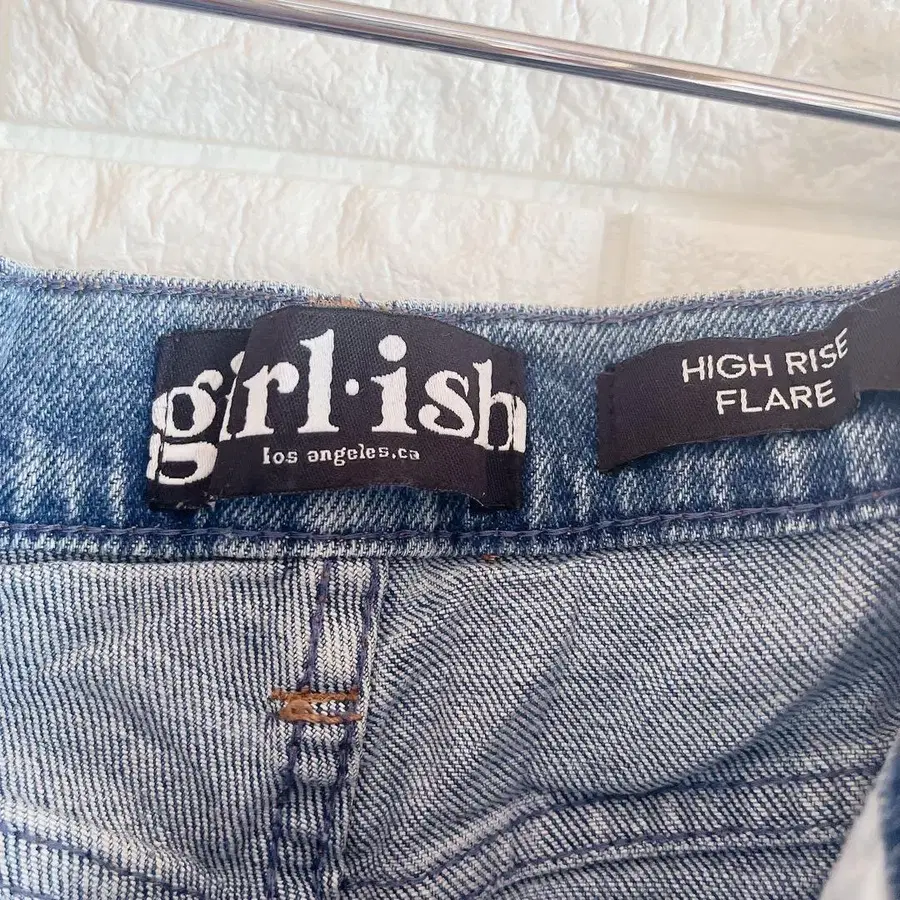 girl·ish
los angeles.ca
HIGH RISE
FLARE